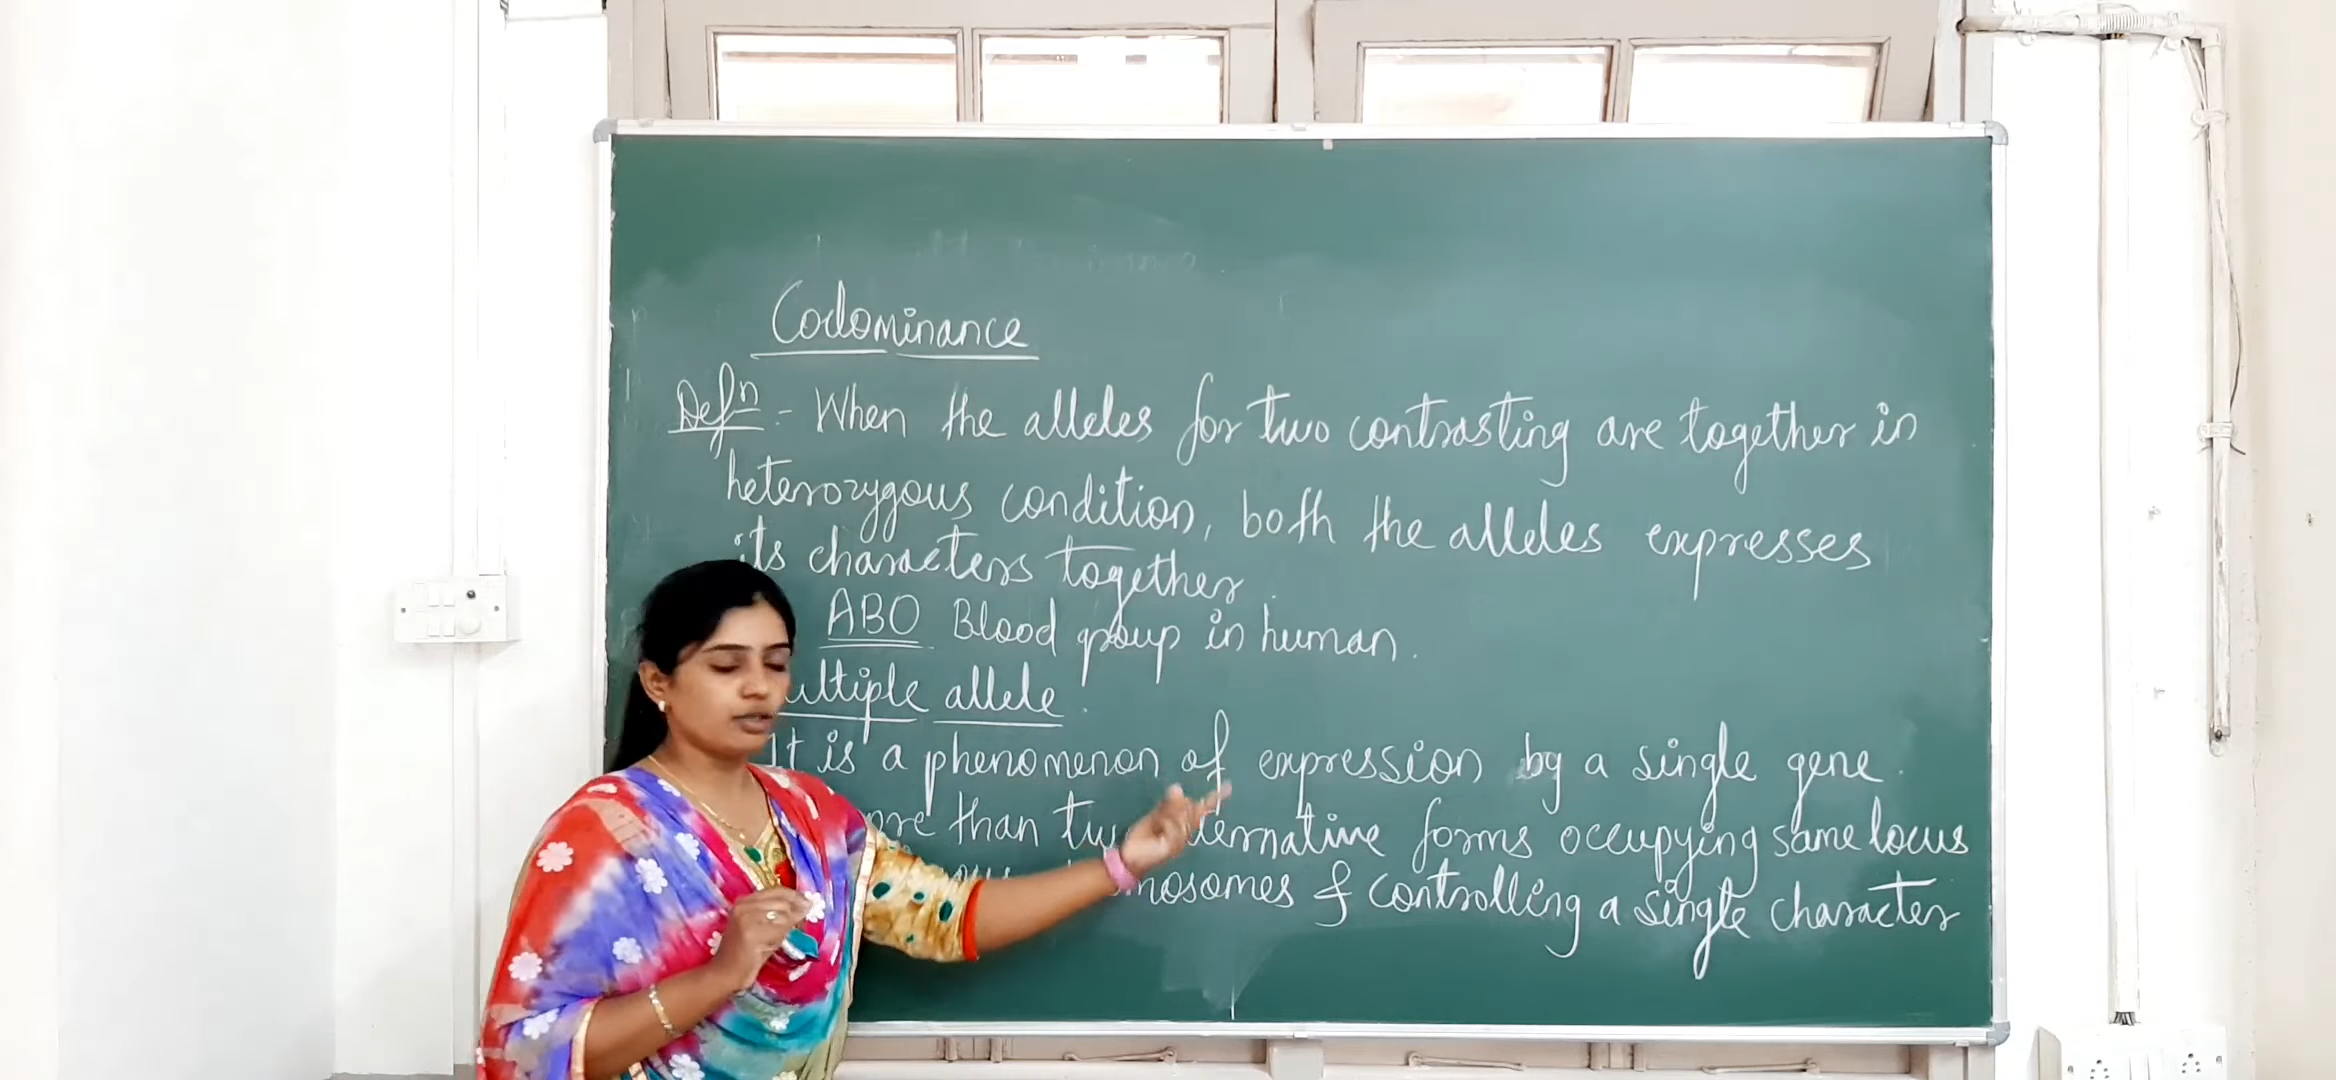 Codominance
Defn - When the alleles for two contrasting are together in
heterozygous condition, both the alleles expresses
its characters together
ABO Blood group in human.
ultiple allele.
It is a phenomenon of expression by a single gene
than alternative forms occupying same locus
mosomes & controlling a single character